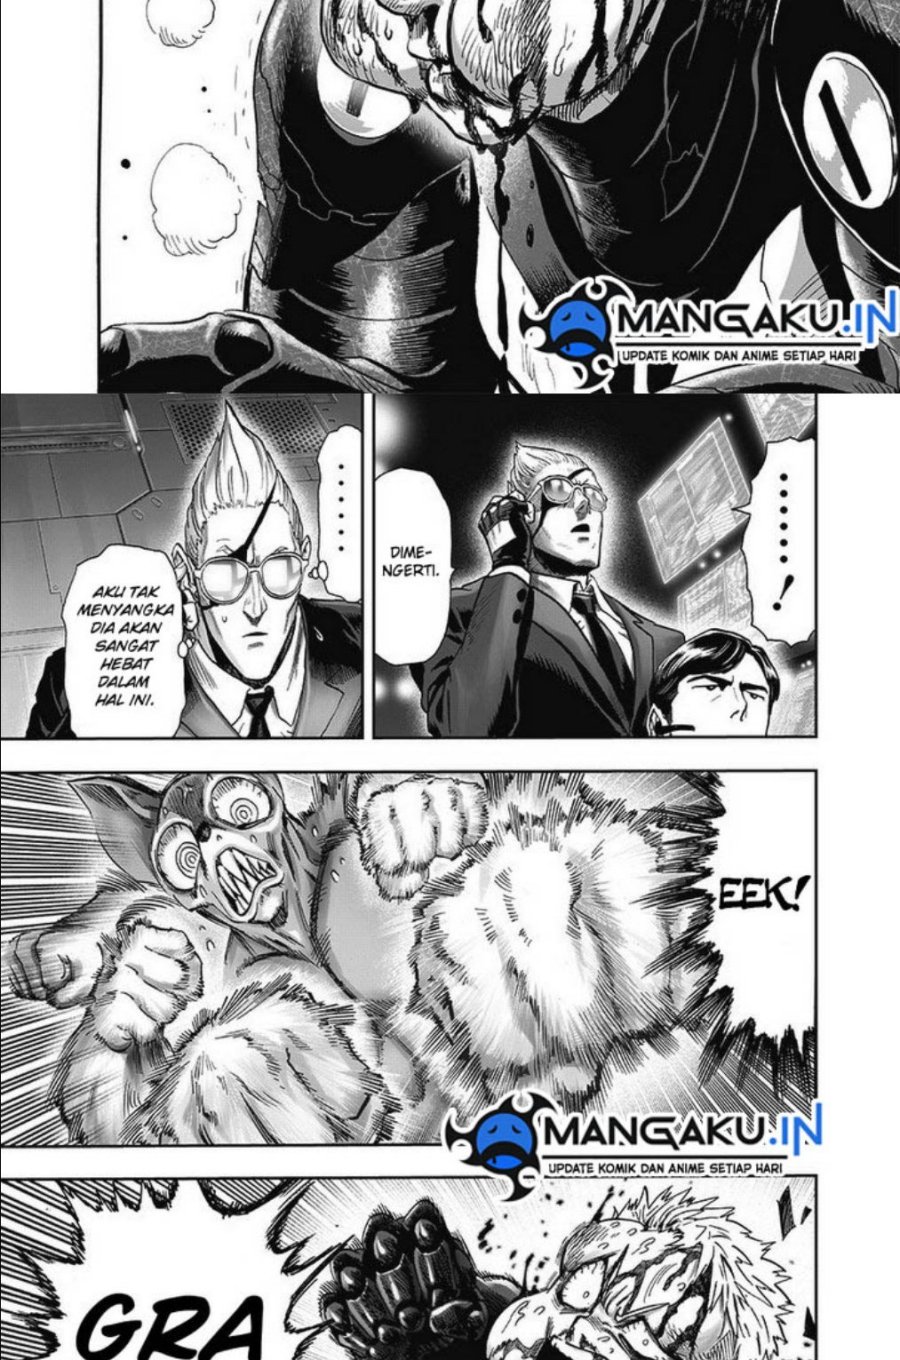 MANGAKU.IN
UPDATE KOMIK DAN ANIME SETIAP HARI
......!
DIME-
NGERTI.
......
AKU TAK
MENYANGKA
DIA AKAN
SANGAT
HEBAT
DALAM
HAL INI.
EEK!
MANGAKU.IN
UPDATE KOMIK DAN ANIME SETIAP HARI
GRA